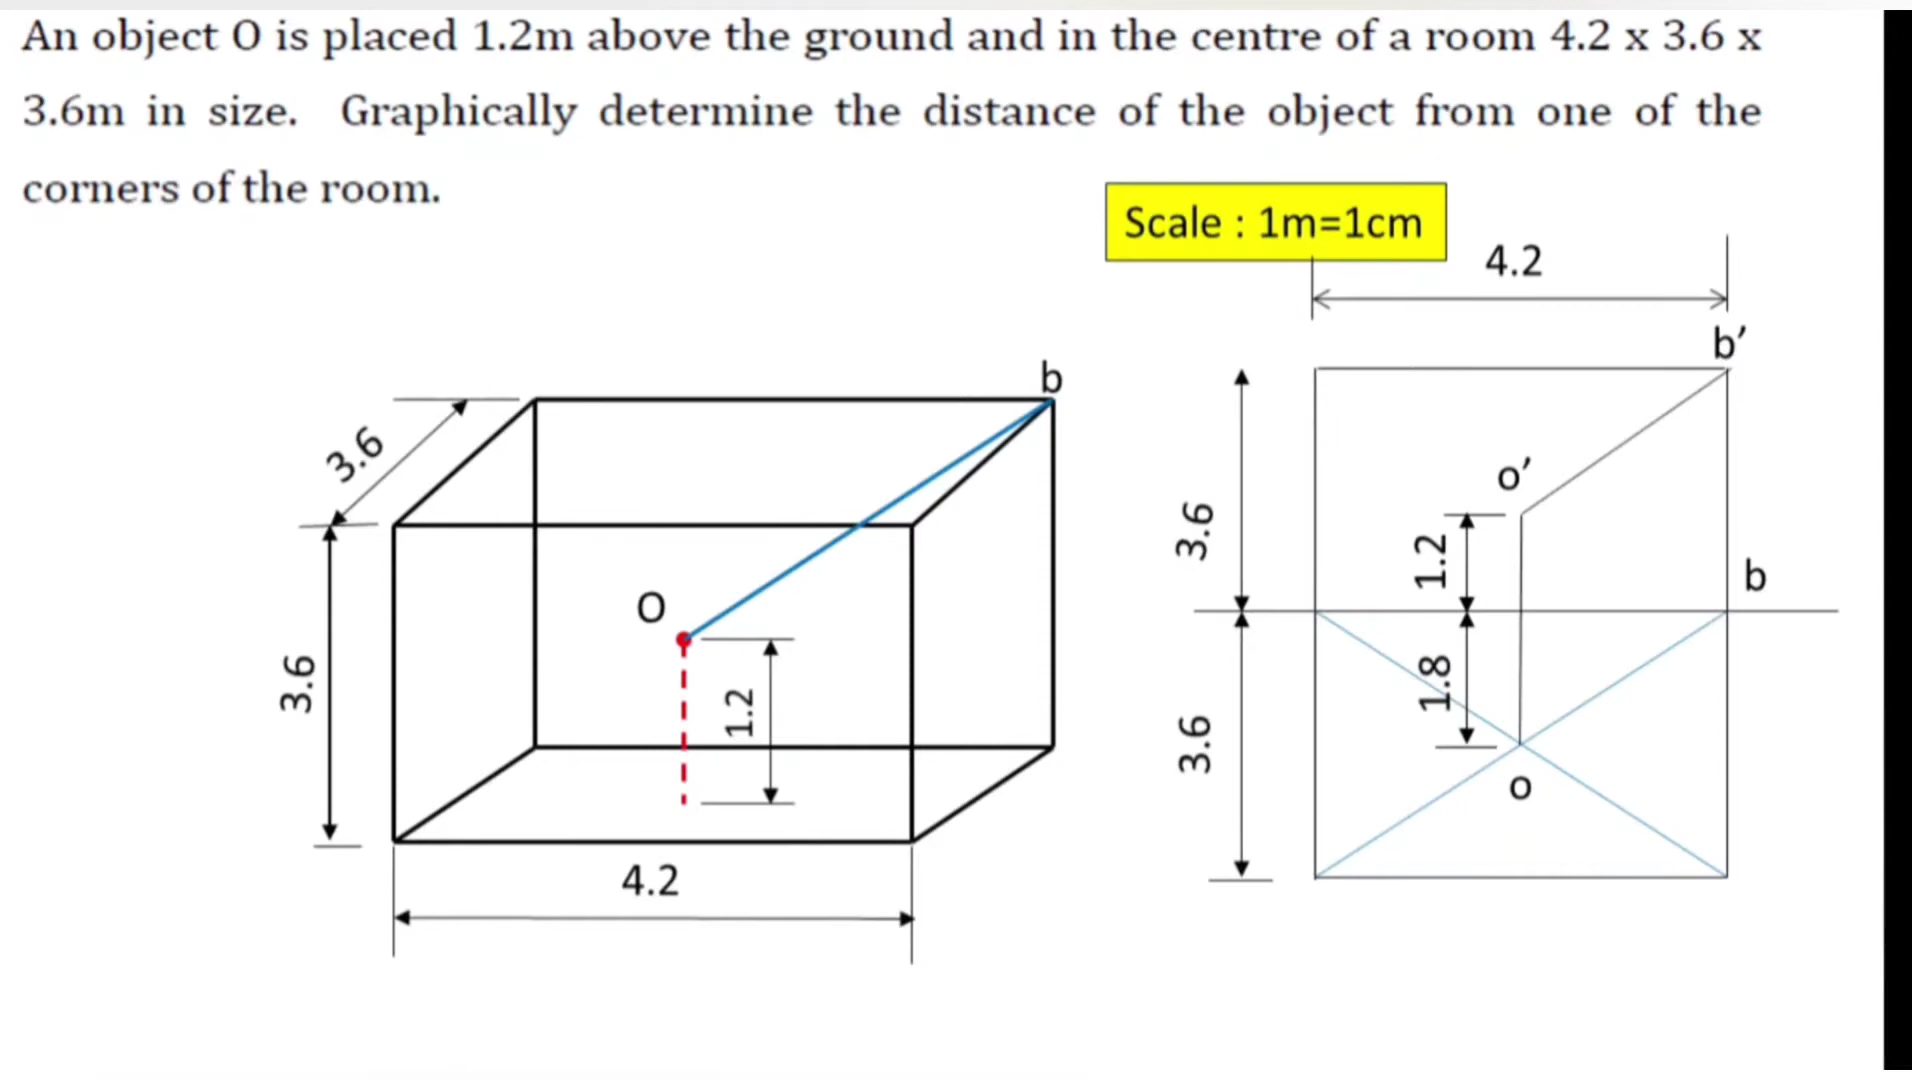 An object O is placed 1.2m above the ground and in the centre of a room 4.2 x 3.6 x
3.6m in size. Graphically determine the distance of the object from one of the
corners of the room.
Scale : 1m=1cm
4.2
b'
b
3.6
o'
3.6
1.2
b
O
3.6
1.2
1.8
3.6
o
4.2